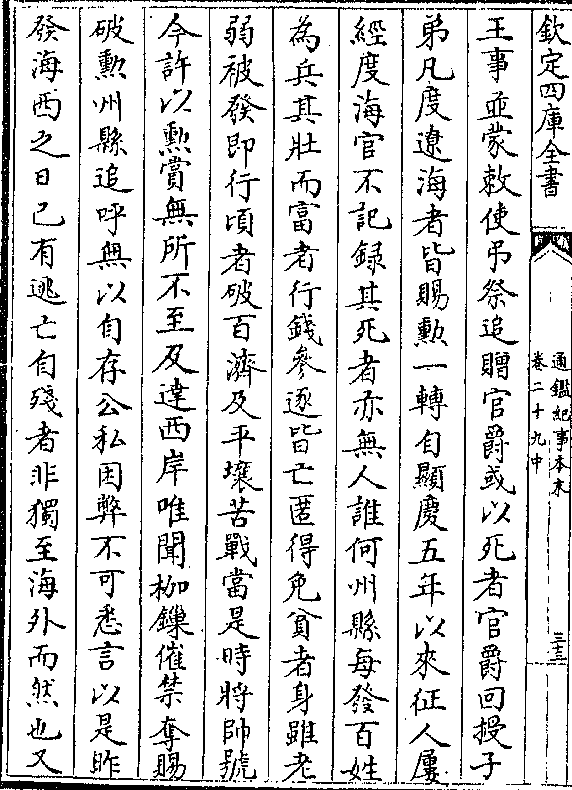 欽定四庫全書
通鑑紀事本末
卷二十九中
三三
王事並蒙敕使弔祭追贈官爵或以死者官爵回授子
弟凡度遼海者皆賜勳一轉自顯慶五年以來征人屢
經度海官不記録其死者亦無人誰何州縣每發百姓
為兵其壯而富者行錢參逐皆亡匿得免貧者身雖老
弱被發即行頃者破百濟及平壤苦戰當是時將帥號
今許以勲賞無所不至及達西岸唯聞枷鏁催禁奪賜
破勲州縣追呼無以自存公私困弊不可悉言以是昨
發海西之日已有逃亡自殘者非獨至海外而然也又